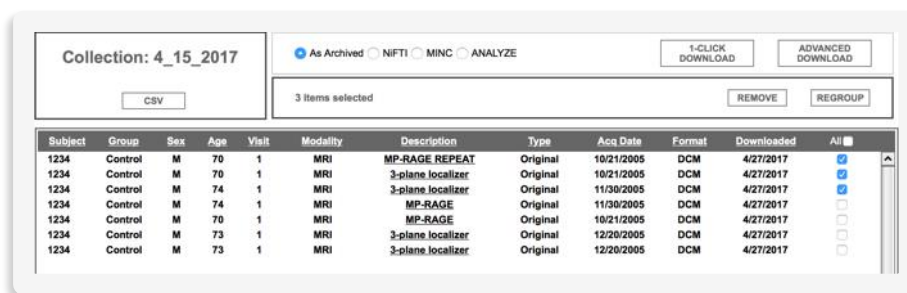 Collection: 4_15_2017
CSV
As Archived NiFTI MINC ANALYZE
1-CLICK DOWNLOAD
ADVANCED DOWNLOAD
3 Items selected
REMOVE REGROUP
Subject Group Sex Age Visit Modality Description Type Acq Date Format Downloaded All
1234 Control M 70 1 MRI MP-RAGE REPEAT Original 10/21/2005 DCM 4/27/2017
1234 Control M 70 1 MRI 3-plane localizer Original 10/21/2005 DCM 4/27/2017
1234 Control M 74 1 MRI 3-plane localizer Original 11/30/2005 DCM 4/27/2017
1234 Control M 74 1 MRI MP-RAGE Original 11/30/2005 DCM 4/27/2017
1234 Control M 70 1 MRI MP-RAGE Original 10/21/2005 DCM 4/27/2017
1234 Control M 73 1 MRI 3-plane localizer Original 12/20/2005 DCM 4/27/2017
1234 Control M 73 1 MRI 3-plane localizer Original 12/20/2005 DCM 4/27/2017